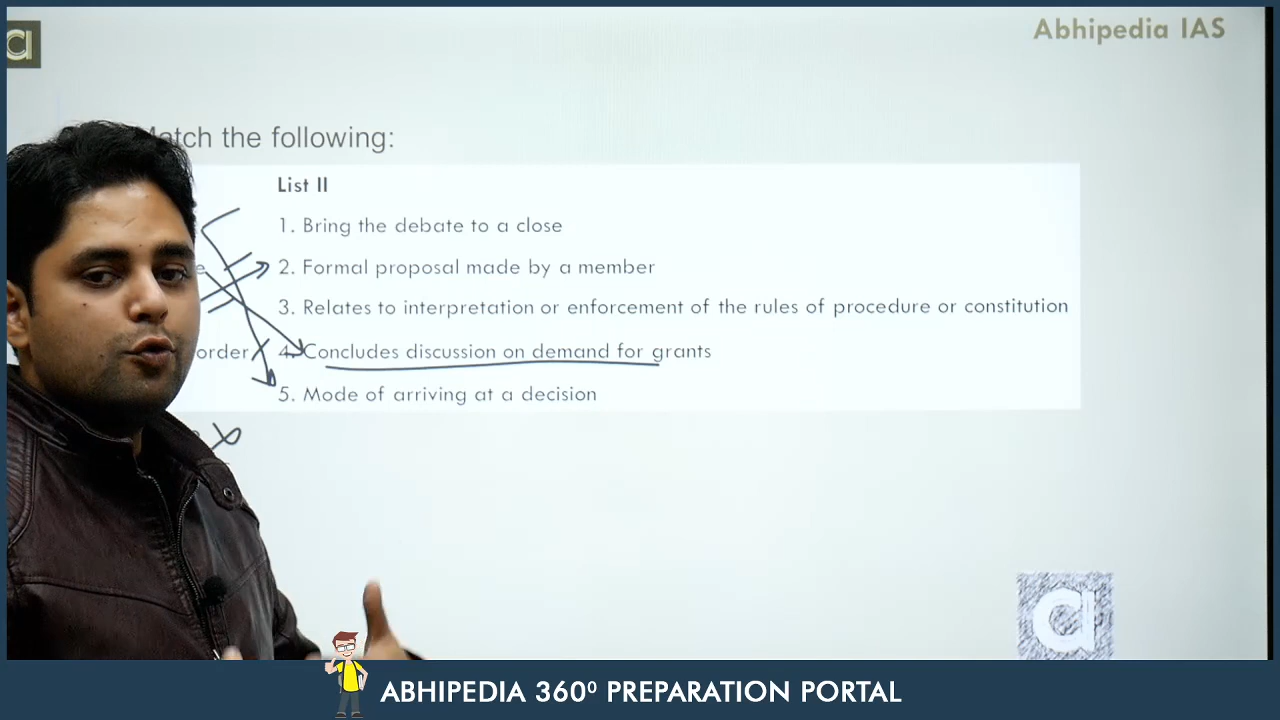 Abhipedia IAS
Match the following:
List II
1. Bring the debate to a close
2. Formal proposal made by a member
3. Relates to interpretation or enforcement of the rules of procedure or constitution
order
4. Concludes discussion on demand for grants
5. Mode of arriving at a decision
ABHIPEDIA 360⁰ PREPARATION PORTAL